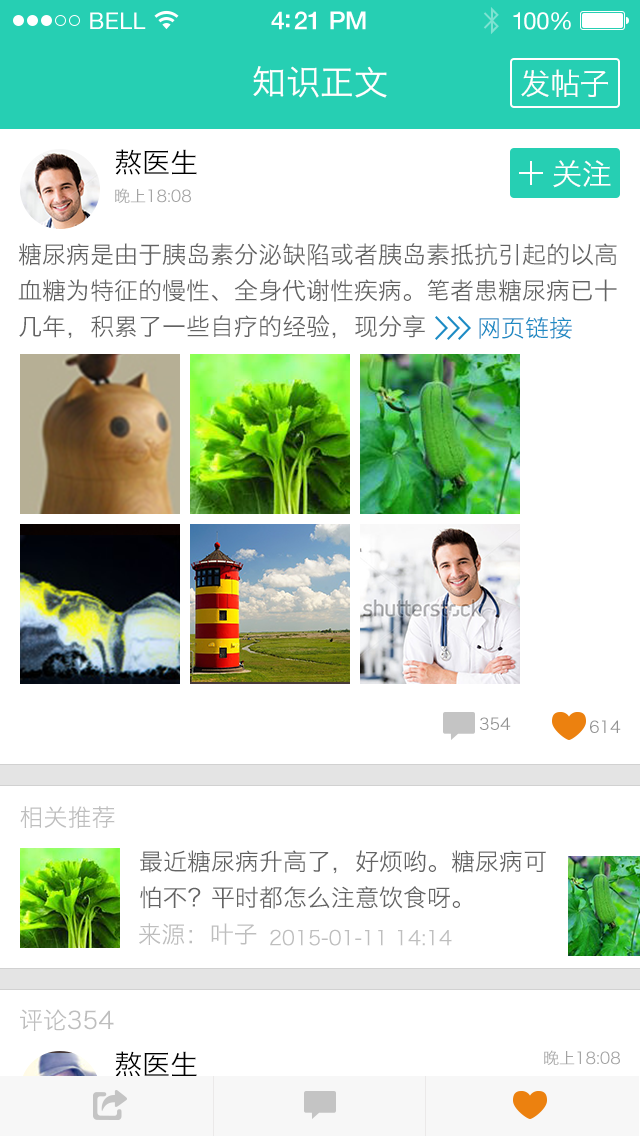 BELL 4:21 PM 100%
知识正文 发帖子
熬医生
晚上18:08
+ 关注
糖尿病是由于胰岛素分泌缺陷或者胰岛素抵抗引起的以高
血糖为特征的慢性、全身代谢性疾病。笔者患糖尿病已十
几年，积累了一些自疗的经验，现分享 >>> 网页链接
shutterstock
354 614
相关推荐
最近糖尿病升高了，好烦哟。糖尿病可
怕不？平时都怎么注意饮食呀。
来源：叶子 2015-01-11 14:14
评论354
熬医生 晚上18:08